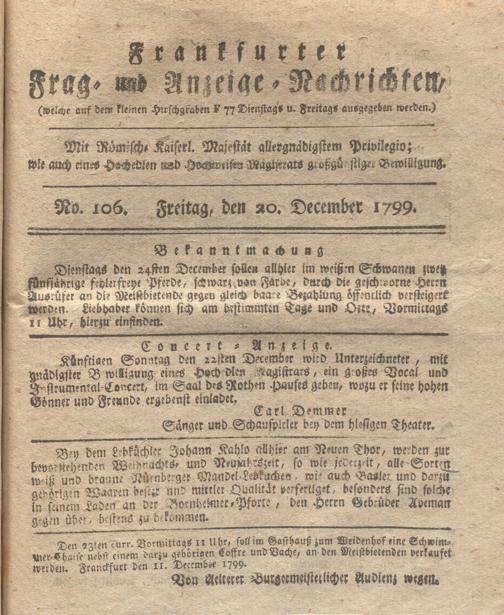 Frankfurter
Frag- und Anzeige-Nachrichten,
(welche auf dem kleinen Hirschgraben F 77 Dienstags u. Freitags ausgegeben werden.)
Mit Römisch-Kaiserl. Majestät allergnädigstem Privilegio;
wie auch eines Hochedlen und Hochweisen Magistrats großgünstiger Bewilligung.
No. 106. Freitag, den 20. December 1799.
Bekanntmachung
Dienstags den 24sten December sollen allhier im weißen Schwanen zwey
fünfjährige fehlerfreye Pferde, schwarz von Farbe, durch die geschworne Herrn
Ausrüfer an die Meistbietende gegen gleich baare Bezahlung öffentlich versteigert
werden. Liebhaber können sich am bestimmten Tage und Orte, Vormittags
11 Uhr, hierzu einfinden.
Concert-Anzeige.
Künftigen Sonntag den 22sten December wird Unterzeichneter, mit
gnädigster Bewilligung eines Hochedlen Magistrats, ein großes Vocal und
Instrumental-Concert, im Saal des Rothen Hauses geben, wozu er seine hohen
Gönner und Freunde ergebenst einladet.
Carl Demmer
Sänger und Schauspieler bey dem hiesigen Theater.
Bey dem Lebküchler Johann Kahlo allhier am Neuen Thor, werden zur
bevorstehenden Weihnachts- und Neujahrszeit, so wie jederzeit, alle Sorten
weiß und braune Nürnberger Mandel-Lebkuchen, wie auch Basler und darzu
gehörigen Waaren bester und mittler Qualität verfertiget, besonders sind solche
in seinem Laden an der Bornheimer-Pforte, den Herrn Gebrüder Aveman
gegen über, bestens zu bekommen.
Den 23ten curr. Vormittags 11 Uhr, soll im Gasthauß zum Weidenhof eine Schwim-
mer-Chaise nebst einem darzu gehörigen Coffre und Vache, an den Meistbietenden verkaufet
werden. Frankfurt den 11. December 1799.
Von Aelterer Burgermeisterlicher Audienz wegen.